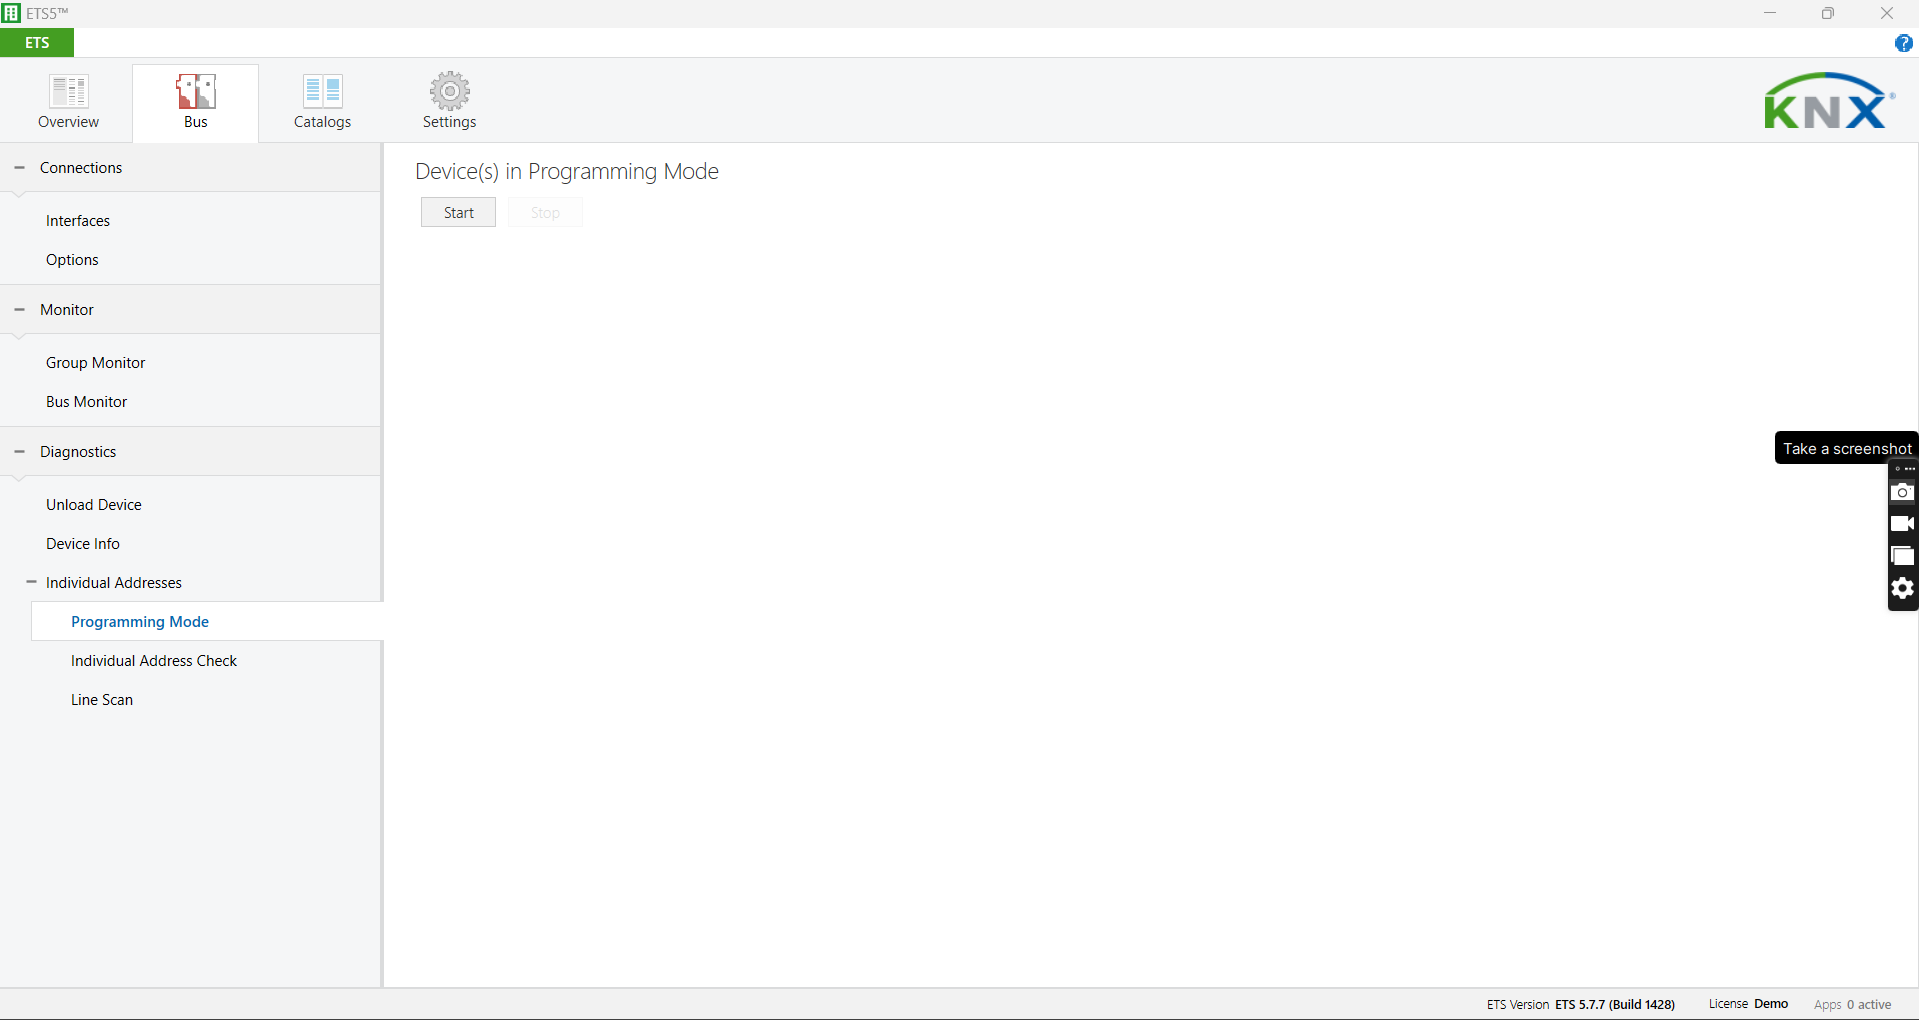 ETS5™
ETS
Overview
Bus
Catalogs
Settings
KNX®
Connections
Interfaces
Options
Monitor
Group Monitor
Bus Monitor
Diagnostics
Unload Device
Device Info
Individual Addresses
Programming Mode
Individual Address Check
Line Scan
Device(s) in Programming Mode
Start Stop
Take a screenshot
ETS Version ETS 5.7.7 (Build 1428) License Demo Apps 0 active